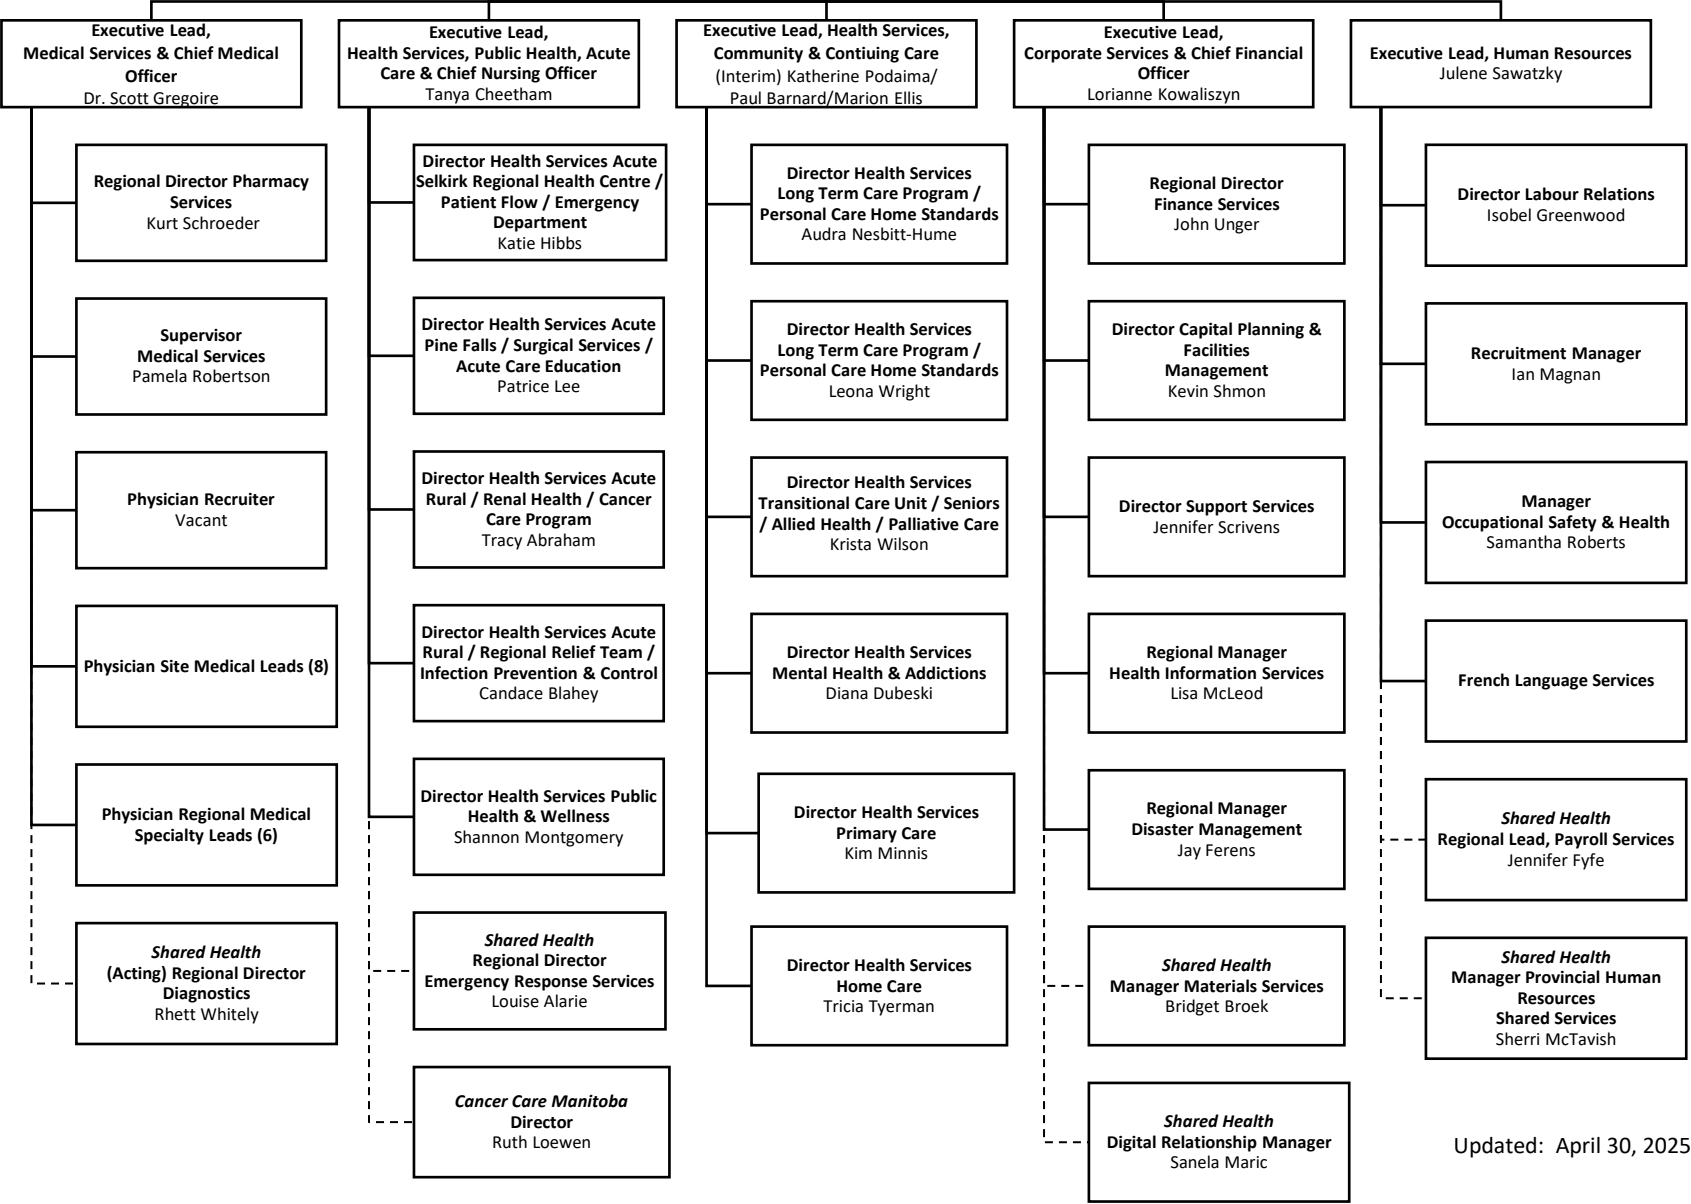 Executive Lead,
Medical Services & Chief Medical
Officer
Dr. Scott Gregoire
Regional Director Pharmacy
Services
Kurt Schroeder
Supervisor
Medical Services
Pamela Robertson
Physician Recruiter
Vacant
Physician Site Medical Leads (8)
Physician Regional Medical
Specialty Leads (6)
Shared Health
(Acting) Regional Director
Diagnostics
Rhett Whitely
Executive Lead,
Health Services, Public Health, Acute
Care & Chief Nursing Officer
Tanya Cheetham
Director Health Services Acute
Selkirk Regional Health Centre /
Patient Flow / Emergency
Department
Katie Hibbs
Director Health Services Acute
Pine Falls / Surgical Services /
Acute Care Education
Patrice Lee
Director Health Services Acute
Rural / Renal Health / Cancer
Care Program
Tracy Abraham
Director Health Services Acute
Rural / Regional Relief Team /
Infection Prevention & Control
Candace Blahey
Director Health Services Public
Health & Wellness
Shannon Montgomery
Shared Health
Regional Director
Emergency Response Services
Louise Alarie
Cancer Care Manitoba
Director
Ruth Loewen
Executive Lead, Health Services,
Community & Contiuing Care
(Interim) Katherine Podaima/
Paul Barnard/Marion Ellis
Director Health Services
Long Term Care Program /
Personal Care Home Standards
Audra Nesbitt-Hume
Director Health Services
Long Term Care Program /
Personal Care Home Standards
Leona Wright
Director Health Services
Transitional Care Unit / Seniors
/ Allied Health / Palliative Care
Krista Wilson
Director Health Services
Mental Health & Addictions
Diana Dubeski
Director Health Services
Primary Care
Kim Minnis
Director Health Services
Home Care
Tricia Tyerman
Executive Lead,
Corporate Services & Chief Financial
Officer
Lorianne Kowaliszyn
Regional Director
Finance Services
John Unger
Director Capital Planning &
Facilities
Management
Kevin Shmon
Director Support Services
Jennifer Scrivens
Regional Manager
Health Information Services
Lisa McLeod
Regional Manager
Disaster Management
Jay Ferens
Shared Health
Manager Materials Services
Bridget Broek
Shared Health
Digital Relationship Manager
Sanela Maric
Executive Lead, Human Resources
Julene Sawatzky
Director Labour Relations
Isobel Greenwood
Recruitment Manager
Ian Magnan
Manager
Occupational Safety & Health
Samantha Roberts
French Language Services
Shared Health
Regional Lead, Payroll Services
Jennifer Fyfe
Shared Health
Manager Provincial Human
Resources
Shared Services
Sherri McTavish
Updated: April 30, 2025